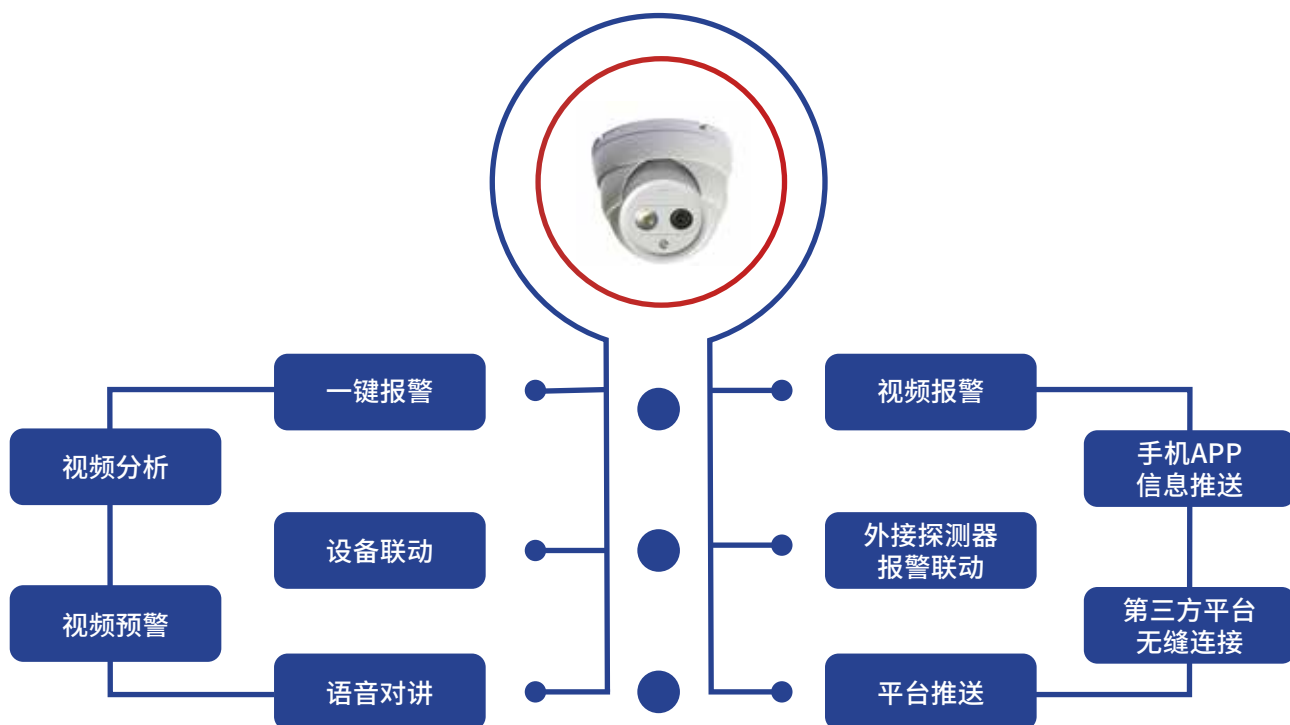 一键报警
视频报警
视频分析
手机APP
信息推送
设备联动
外接探测器
报警联动
视频预警
第三方平台
无缝连接
语音对讲
平台推送